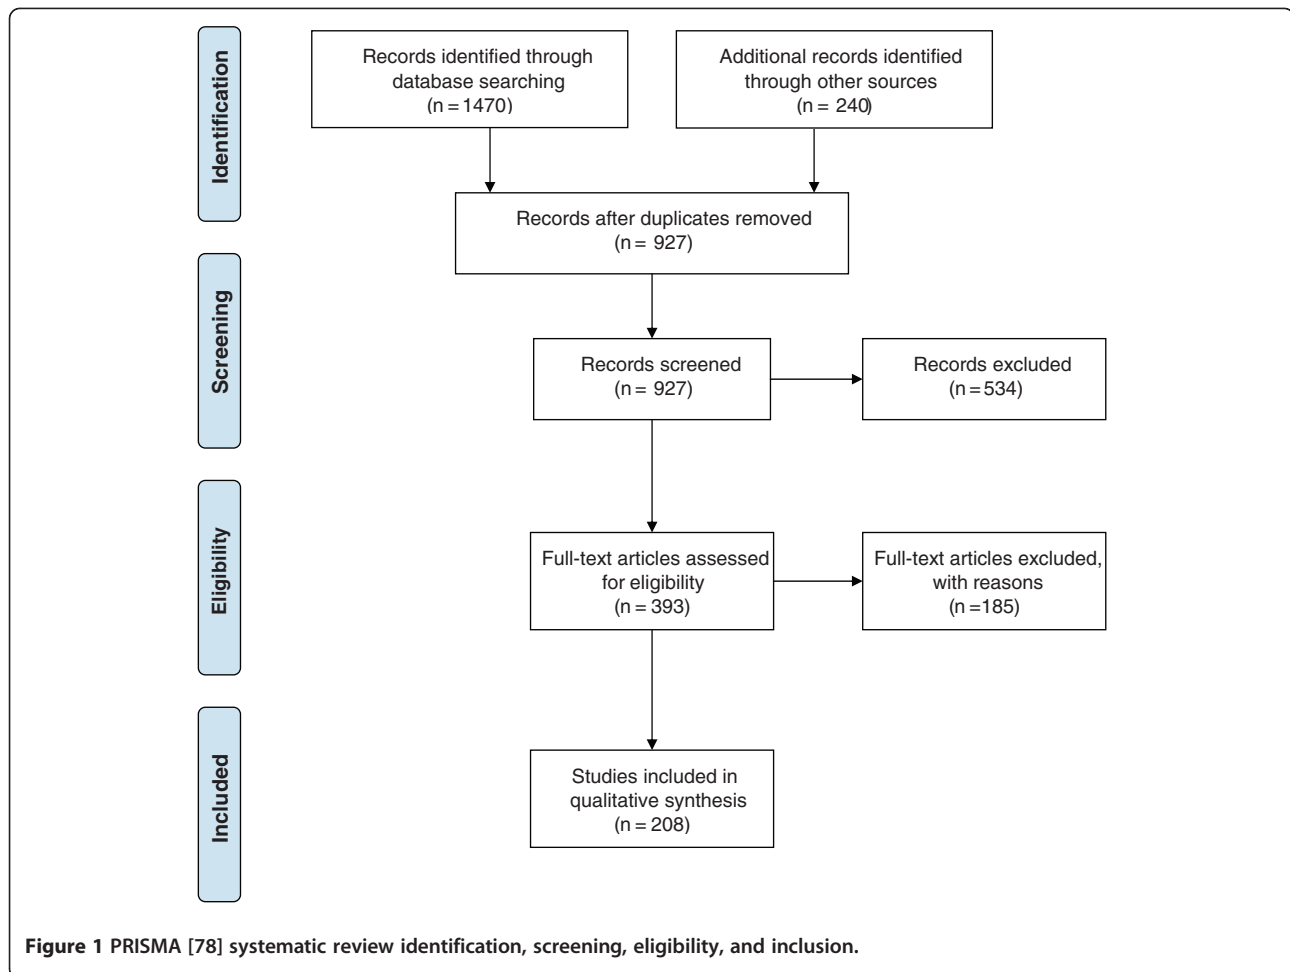 Identification
Records identified through
database searching
(n = 1470)
Additional records identified
through other sources
(n = 240)
Records after duplicates removed
(n = 927)
Screening
Records screened
(n = 927)
Records excluded
(n = 534)
Eligibility
Full-text articles assessed
for eligibility
(n = 393)
Full-text articles excluded,
with reasons
(n =185)
Included
Studies included in
qualitative synthesis
(n = 208)
Figure 1 PRISMA [78] systematic review identification, screening, eligibility, and inclusion.